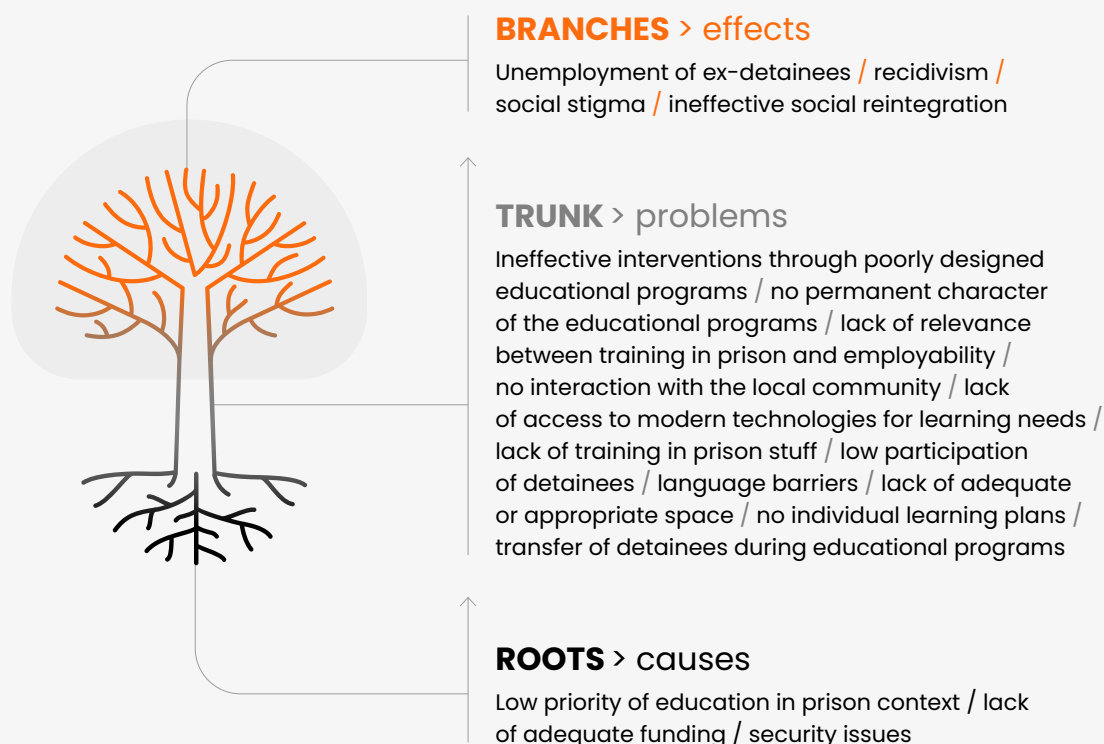 BRANCHES > effects
Unemployment of ex-detainees / recidivism /
social stigma / ineffective social reintegration
TRUNK > problems
Ineffective interventions through poorly designed
educational programs / no permanent character
of the educational programs / lack of relevance
between training in prison and employability /
no interaction with the local community / lack
of access to modern technologies for learning needs /
lack of training in prison stuff / low participation
of detainees / language barriers / lack of adequate
or appropriate space / no individual learning plans /
transfer of detainees during educational programs
ROOTS > causes
Low priority of education in prison context / lack
of adequate funding / security issues